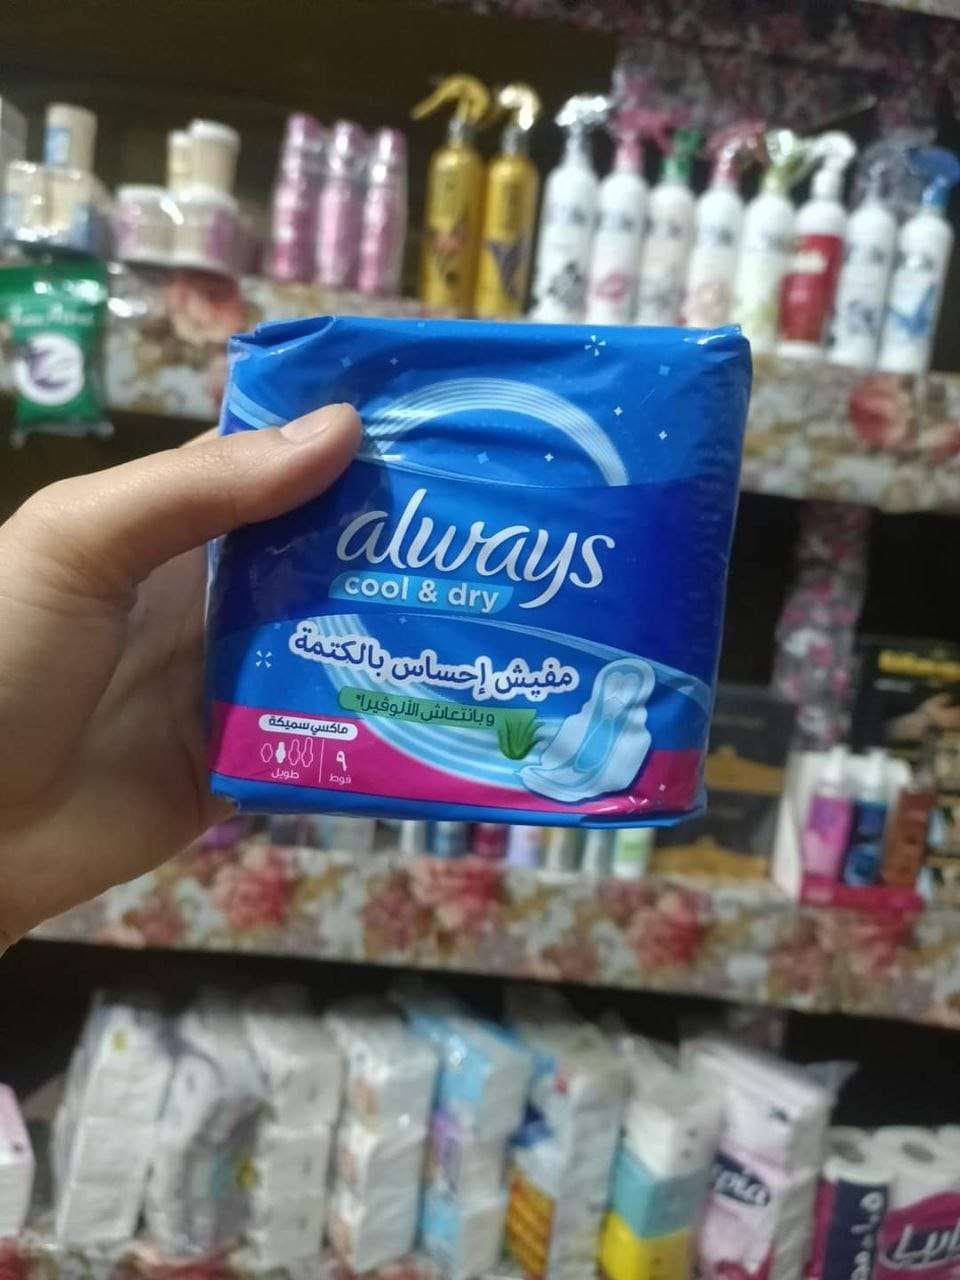 always
cool & dry
مفيش إحساس بالكتمة
وبانتعاش الألوفيرا*
ماكسي سميكة
طويل
٩
فوط